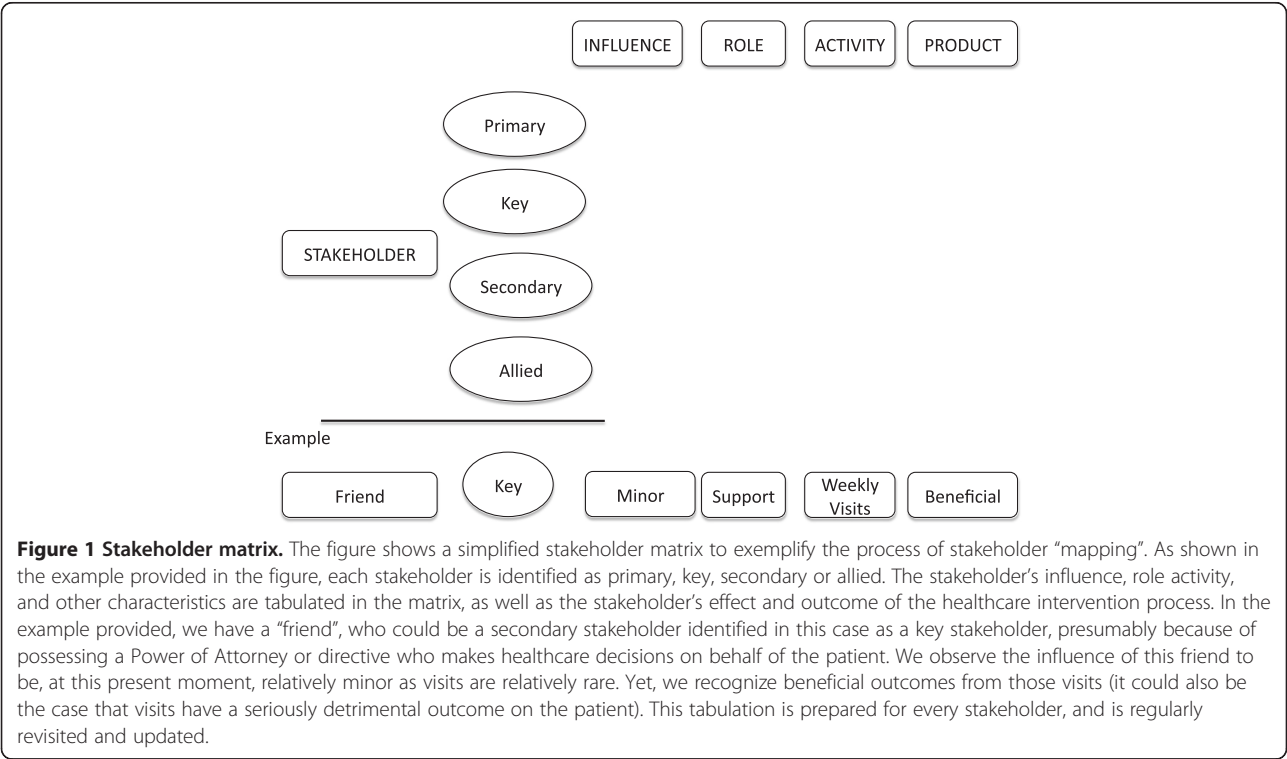 INFLUENCE ROLE ACTIVITY PRODUCT
Primary
Key
STAKEHOLDER
Secondary
Allied
Example
Friend Key Minor Support Weekly Visits Beneficial
Figure 1 Stakeholder matrix. The figure shows a simplified stakeholder matrix to exemplify the process of stakeholder “mapping”. As shown in
the example provided in the figure, each stakeholder is identified as primary, key, secondary or allied. The stakeholder’s influence, role activity,
and other characteristics are tabulated in the matrix, as well as the stakeholder’s effect and outcome of the healthcare intervention process. In the
example provided, we have a “friend”, who could be a secondary stakeholder identified in this case as a key stakeholder, presumably because of
possessing a Power of Attorney or directive who makes healthcare decisions on behalf of the patient. We observe the influence of this friend to
be, at this present moment, relatively minor as visits are relatively rare. Yet, we recognize beneficial outcomes from those visits (it could also be
the case that visits have a seriously detrimental outcome on the patient). This tabulation is prepared for every stakeholder, and is regularly
revisited and updated.